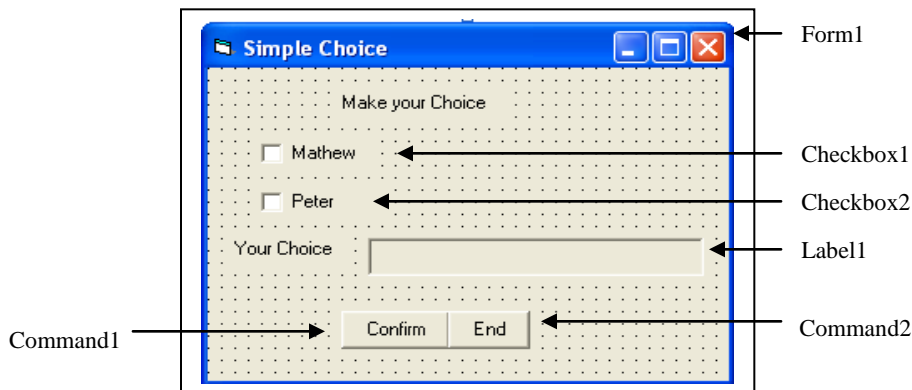 Simple Choice
Form1
Make your Choice
Mathew
Checkbox1
Peter
Checkbox2
Your Choice
Label1
Command1
Confirm
End
Command2